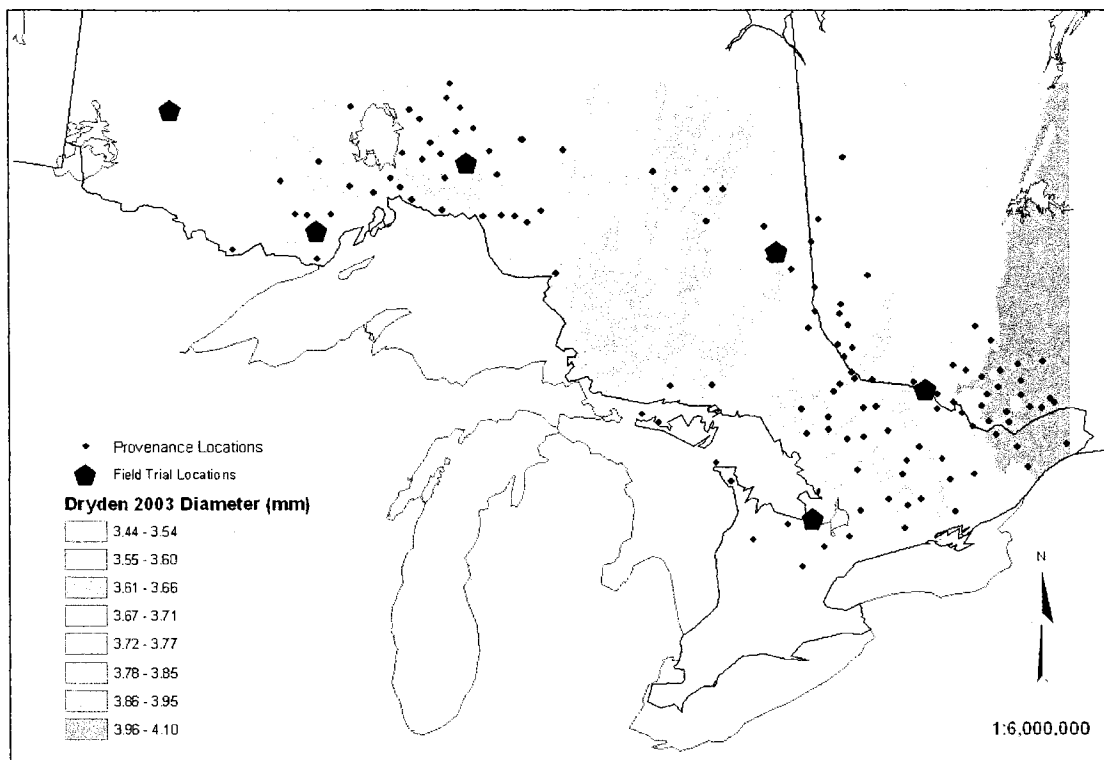 Provenance Locations
Field Trial Locations
Dryden 2003 Diameter (mm)
3.44 - 3.54
3.55 - 3.60
3.61 - 3.66
3.67 - 3.71
3.72 - 3.77
3.78 - 3.85
3.86 - 3.95
3.96 - 4.10
N
1:6,000,000